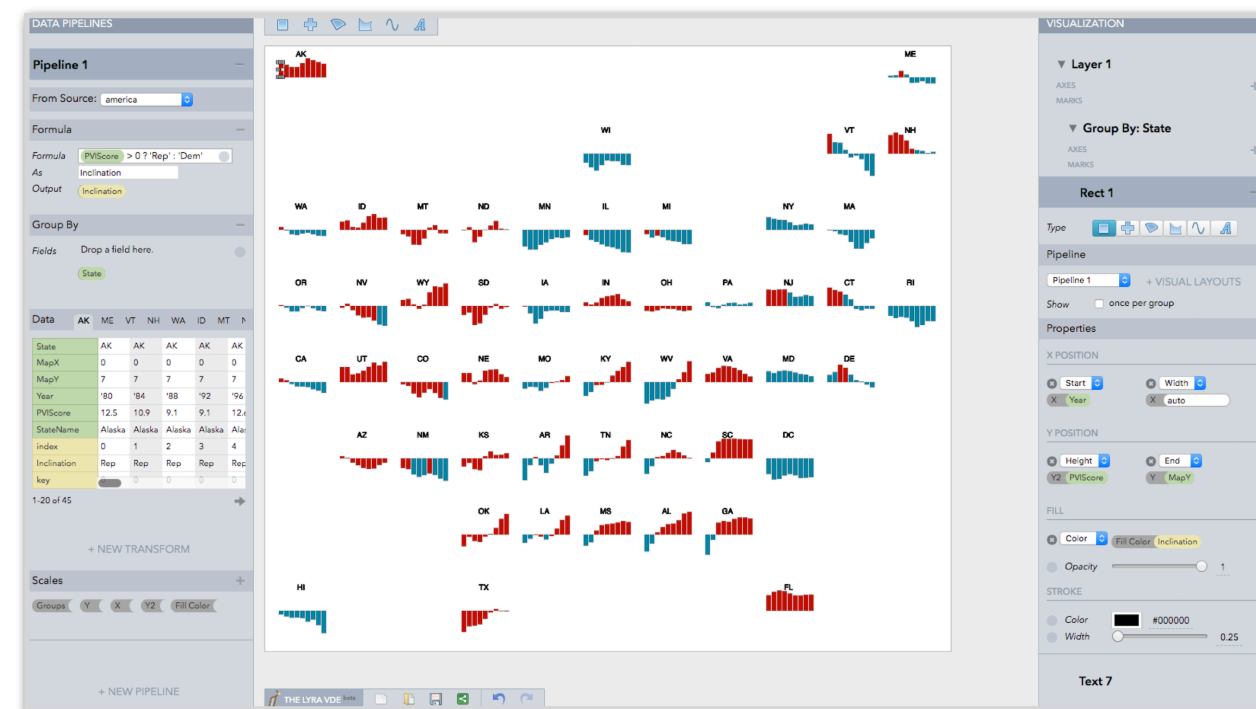 DATA PIPELINES
Pipeline 1
From Source: america
Formula
Formula PVIScore > 0 ? 'Rep' : 'Dem'
As Inclination
Output Inclination
Group By
Fields Drop a field here.
State
Data AK ME VT NH WA ID MT
State AK AK AK AK AK
MapX 0 0 0 0 0
MapY 7 7 7 7 7
Year '80 '84 '88 '92 '96
PVIScore 12.5 10.9 9.1 9.1
StateName Alaska Alaska Alaska Alaska
index 0 1 2 3 4
Inclination Rep Rep Rep Rep Rep
key 0 0 0 0
1-20 of 45
+ NEW TRANSFORM
Scales
Groups Y X Y2 Fill Color
+ NEW PIPELINE
AK ME
WI VT NH
WA ID MT ND MN IL MI NY MA
OR NV WY SD IA IN OH PA NJ CT RI
CA UT CO NE MO KY WV VA MD DE
AZ NM KS AR TN NC SC DC
OK LA MS AL GA
HI TX FL
THE LYRA VDE beta
VISUALIZATION
Layer 1
AXES
MARKS
Group By: State
AXES
MARKS
Rect 1
Type
Pipeline
Pipeline 1 + VISUAL LAYOUTS
Show once per group
Properties
X POSITION
Start Width
X Year X auto
Y POSITION
Height End
Y2 PVIScore Y MapY
FILL
Color Fill Color Inclination
Opacity 1
STROKE
Color #000000
Width 0.25
Text 7